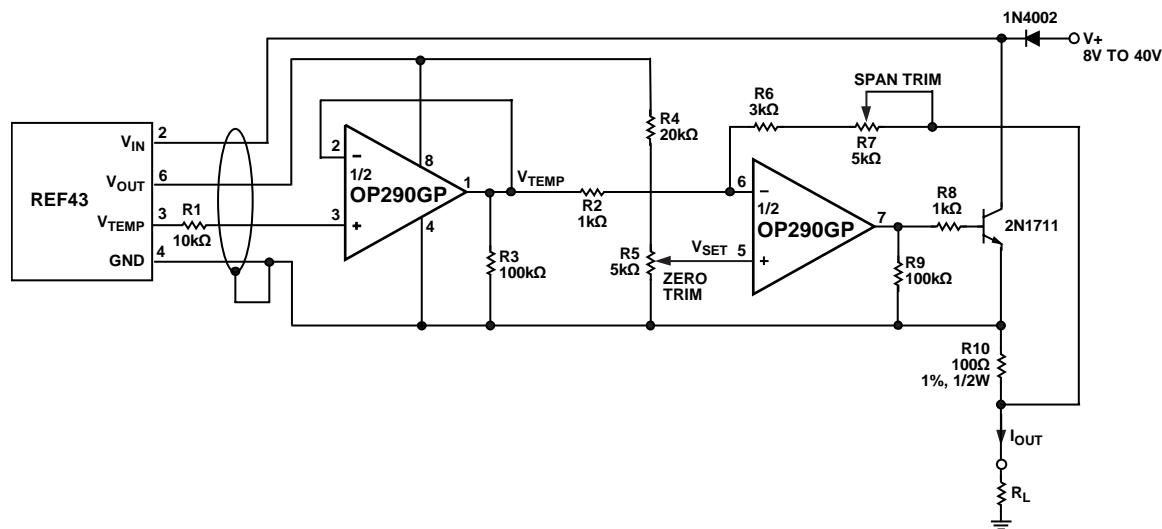 1N4002
V+
8V TO 40V
SPAN TRIM
R6
3kΩ
R7
5kΩ
R4
20kΩ
REF43
VIN
2
VOUT
6
VTEMP
3
GND
4
R1
10kΩ
2
−
8
1/2
OP290GP
1
3
+
4
VTEMP
R2
1kΩ
R3
100kΩ
R5
5kΩ
VSET
ZERO
TRIM
6
−
1/2
OP290GP
7
5
+
R8
1kΩ
2N1711
R9
100kΩ
R10
100Ω
1%, 1/2W
IOUT
RL